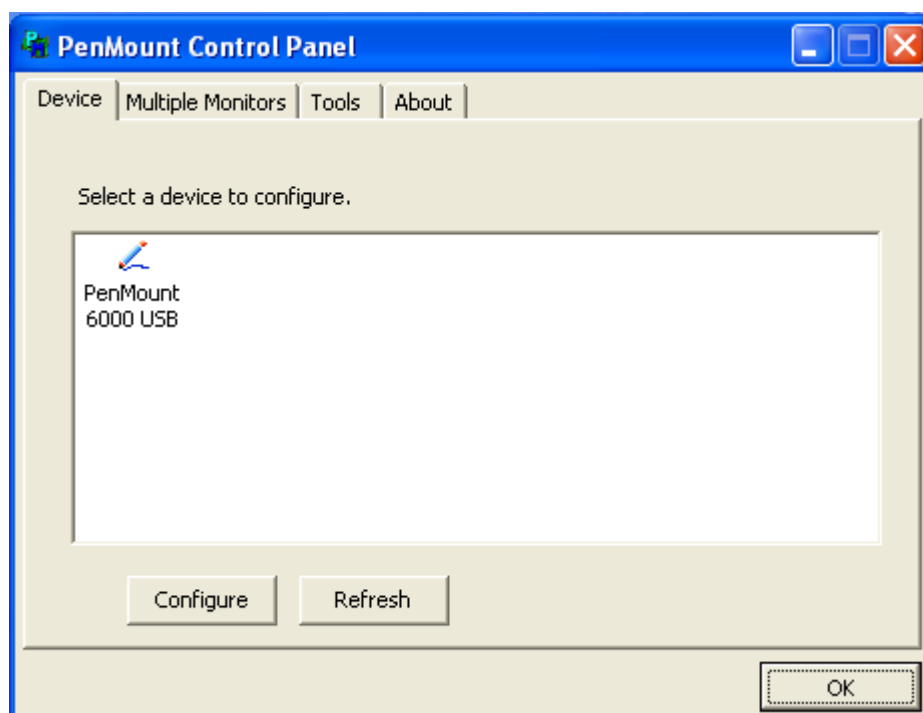 PenMount Control Panel
Device
Multiple Monitors
Tools
About
Select a device to configure.
PenMount
6000 USB
Configure
Refresh
OK